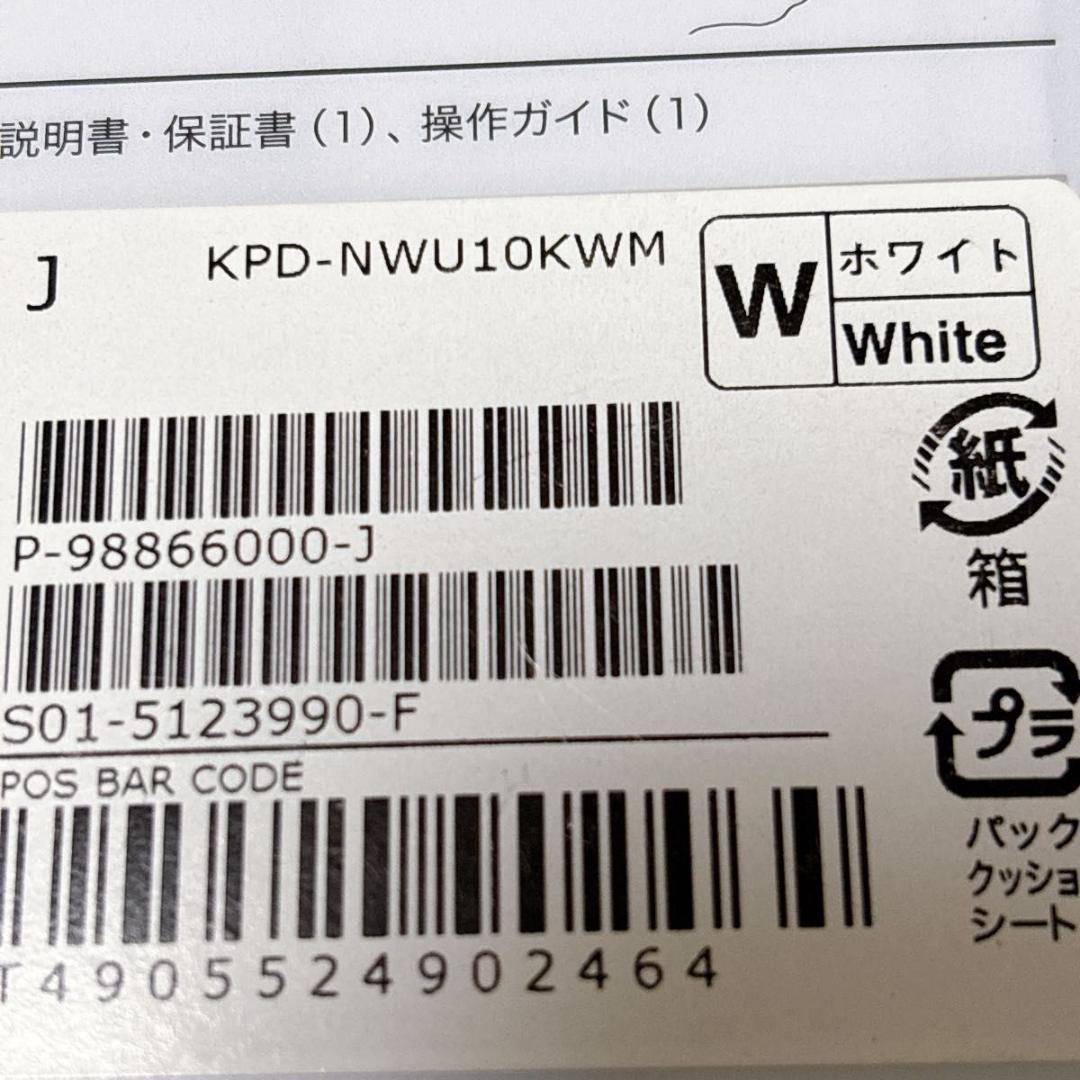 説明書・保証書(1)、操作ガイド(1)
J
KPD-NWU10KWM
W
ホワイト
White
P-98866000-J
紙
箱
S01-5123990-F
プラ
POS BAR CODE
パック
クッショ
シート
T4905524902464